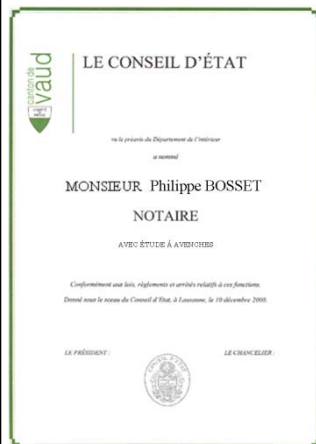 canton de
vaud
LE CONSEIL D'ÉTAT
vu le préavis du Département de l'intérieur
a nommé
MONSIEUR Philippe BOSSET
NOTAIRE
AVEC ÉTUDE À AVENCHES
Conformément aux lois, règlements et arrêtés relatifs à ces fonctions.
Donné sous le sceau du Conseil d'Etat, à Lausanne, le 10 décembre 2008.
LE PRÉSIDENT : LE CHANCELIER :